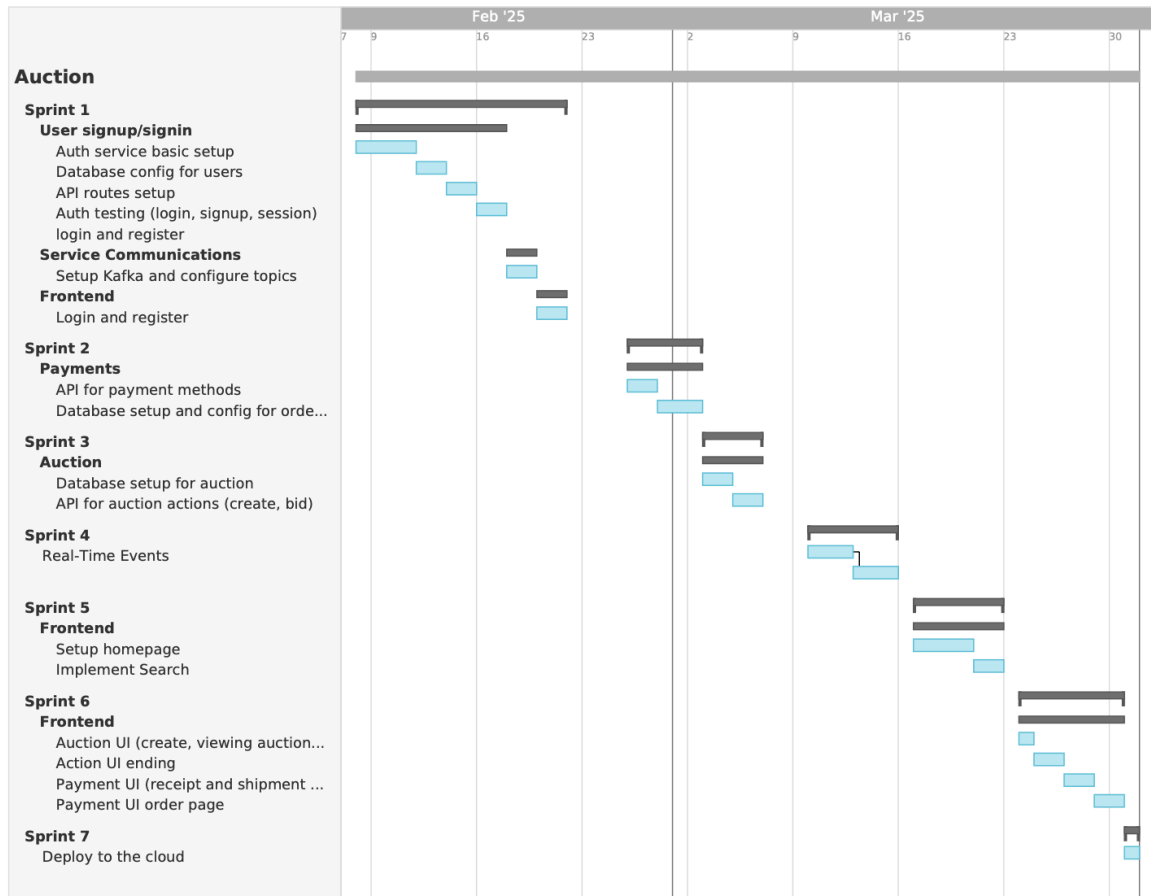 Feb '25 Mar '25
7 9 16 23 2 9 16 23 30
Auction
Sprint 1
User signup/signin
Auth service basic setup
Database config for users
API routes setup
Auth testing (login, signup, session)
login and register
Service Communications
Setup Kafka and configure topics
Frontend
Login and register
Sprint 2
Payments
API for payment methods
Database setup and config for orde...
Sprint 3
Auction
Database setup for auction
API for auction actions (create, bid)
Sprint 4
Real-Time Events
Sprint 5
Frontend
Setup homepage
Implement Search
Sprint 6
Frontend
Auction UI (create, viewing auction...
Action UI ending
Payment UI (receipt and shipment ...
Payment UI order page
Sprint 7
Deploy to the cloud